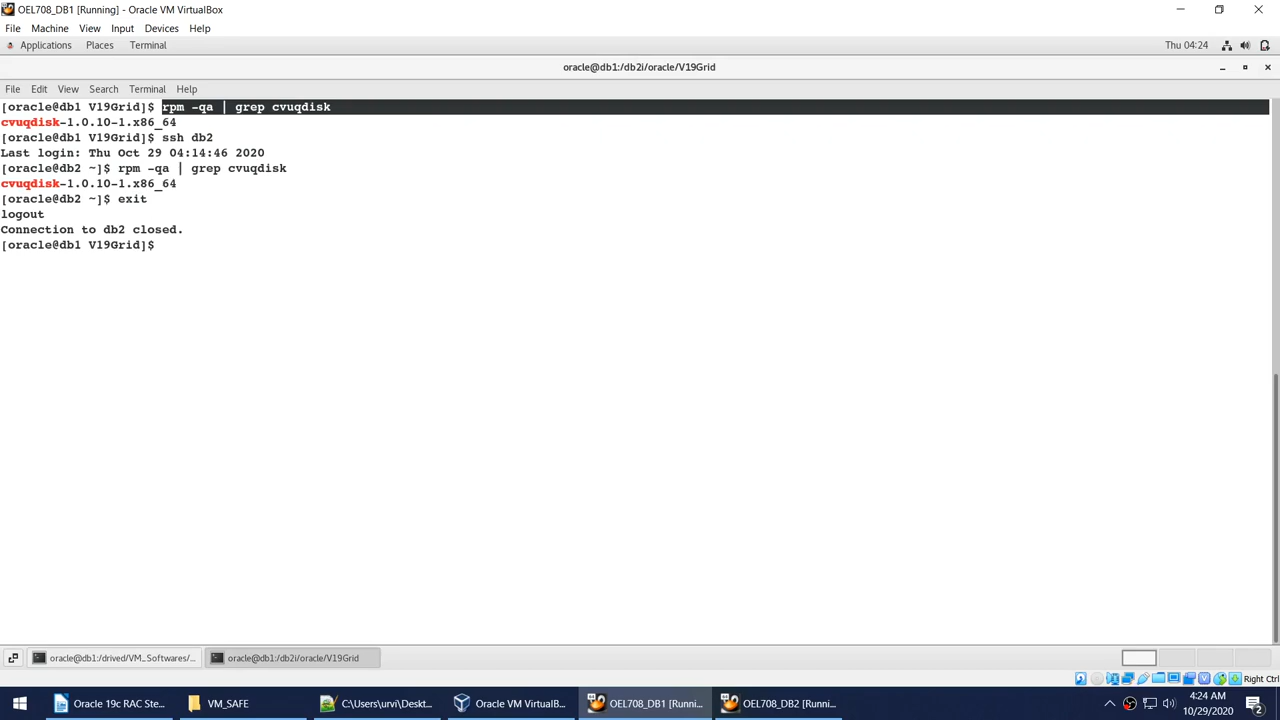 OEL708_DB1 [Running] - Oracle VM VirtualBox
File Machine View Input Devices Help
Applications Places Terminal Thu 04:24
oracle@db1:/db2i/oracle/V19Grid
File Edit View Search Terminal Help
[oracle@db1 V19Grid]$ rpm -qa | grep cvuqdisk
cvuqdisk-1.0.10-1.x86_64
[oracle@db1 V19Grid]$ ssh db2
Last login: Thu Oct 29 04:14:46 2020
[oracle@db2 ~]$ rpm -qa | grep cvuqdisk
cvuqdisk-1.0.10-1.x86_64
[oracle@db2 ~]$ exit
logout
Connection to db2 closed.
[oracle@db1 V19Grid]$
oracle@db1:/drived/VM_Softwares/... oracle@db1:/db2i/oracle/V19Grid
Right Ctrl
Oracle 19c RAC Ste... VM_SAFE C:\Users\urvi\Deskt... Oracle VM VirtualB... OEL708_DB1 [Runni... OEL708_DB2 [Runni... 4:24 AM
10/29/2020 2